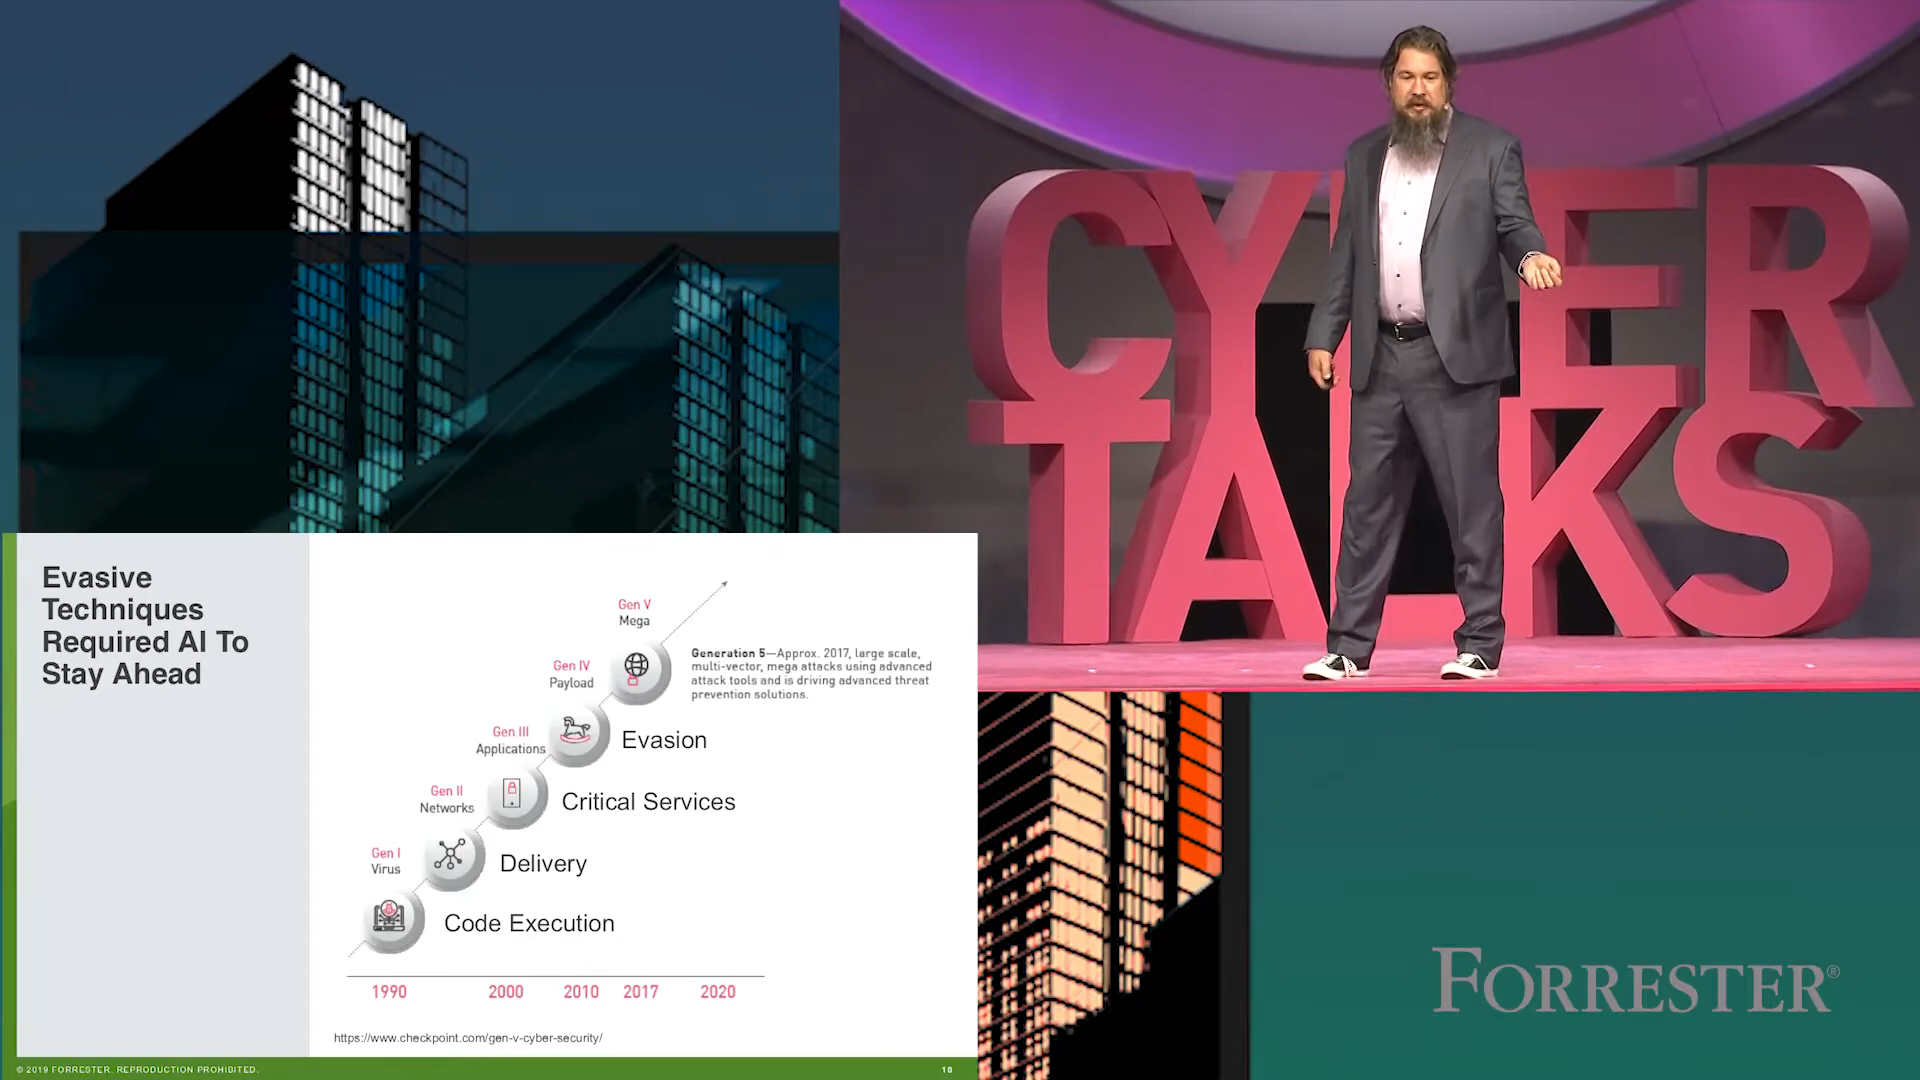 CYBER
TALKS
Evasive
Techniques
Required AI To
Stay Ahead
Gen V
Mega
Generation 5—Approx. 2017, large scale,
multi-vector, mega attacks using advanced
attack tools and is driving advanced threat
prevention solutions.
Gen IV
Payload
Evasion
Gen III
Applications
Critical Services
Gen II
Networks
Delivery
Gen I
Virus
Code Execution
1990 2000 2010 2017 2020
https://www.checkpoint.com/gen-v-cyber-security/
© 2019 FORRESTER. REPRODUCTION PROHIBITED.
10
FORRESTER®